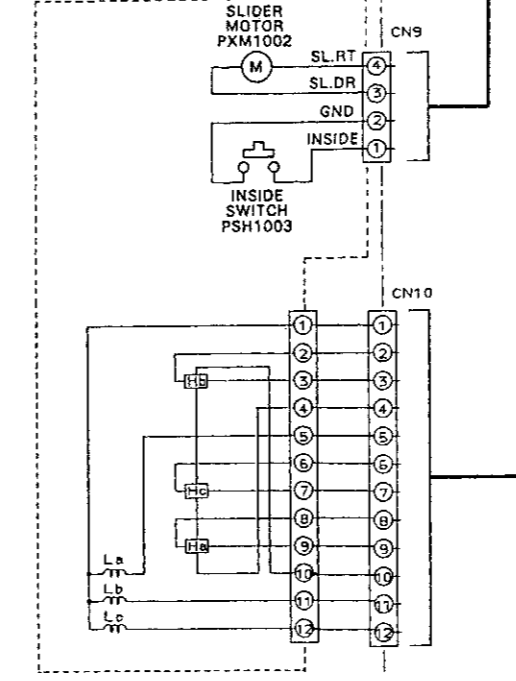 SLIDER
MOTOR
PXM1002
CN9
M
SL.RT
4
SL.DR
3
GND
2
INSIDE
1
INSIDE
SWITCH
PSH1003
CN10
1 1
2 2
Hb 3 3
4 4
5 5
6 6
Hc 7 7
8 8
Ha 9 9
La 10 10
Lb 11 11
Lc 12 12